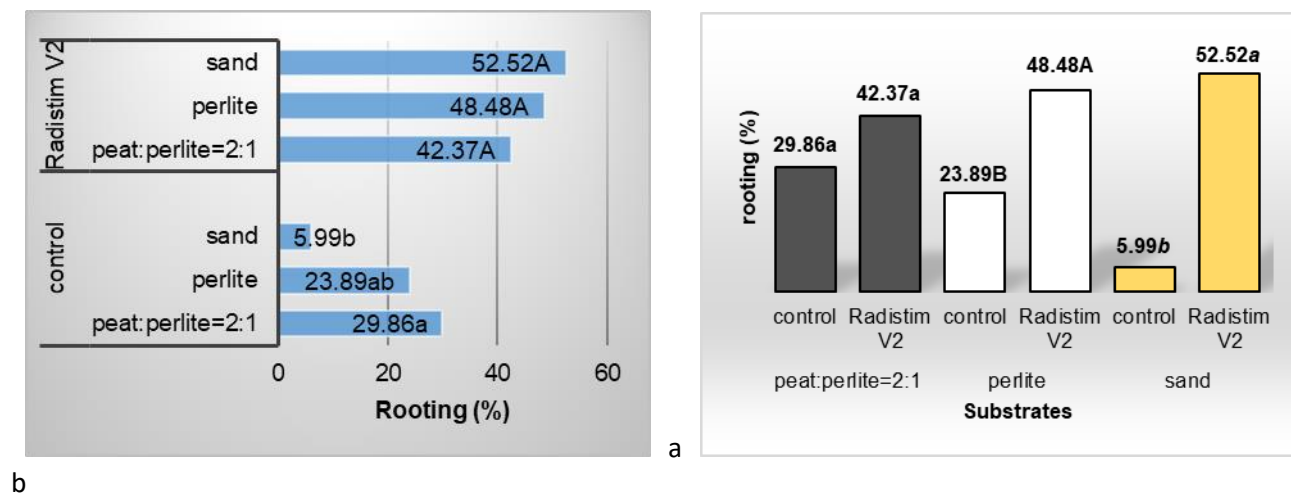 Radistim V2
sand
52.52A
perlite
48.48A
peat:perlite=2:1
42.37A
control
sand
5.99b
perlite
23.89ab
peat:perlite=2:1
29.86a
0 20 40 60
Rooting (%)
b
a
rooting (%)
29.86a
42.37a
23.89B
48.48A
5.99b
52.52a
control Radistim V2 control Radistim V2 control Radistim V2
peat:perlite=2:1 perlite sand
Substrates